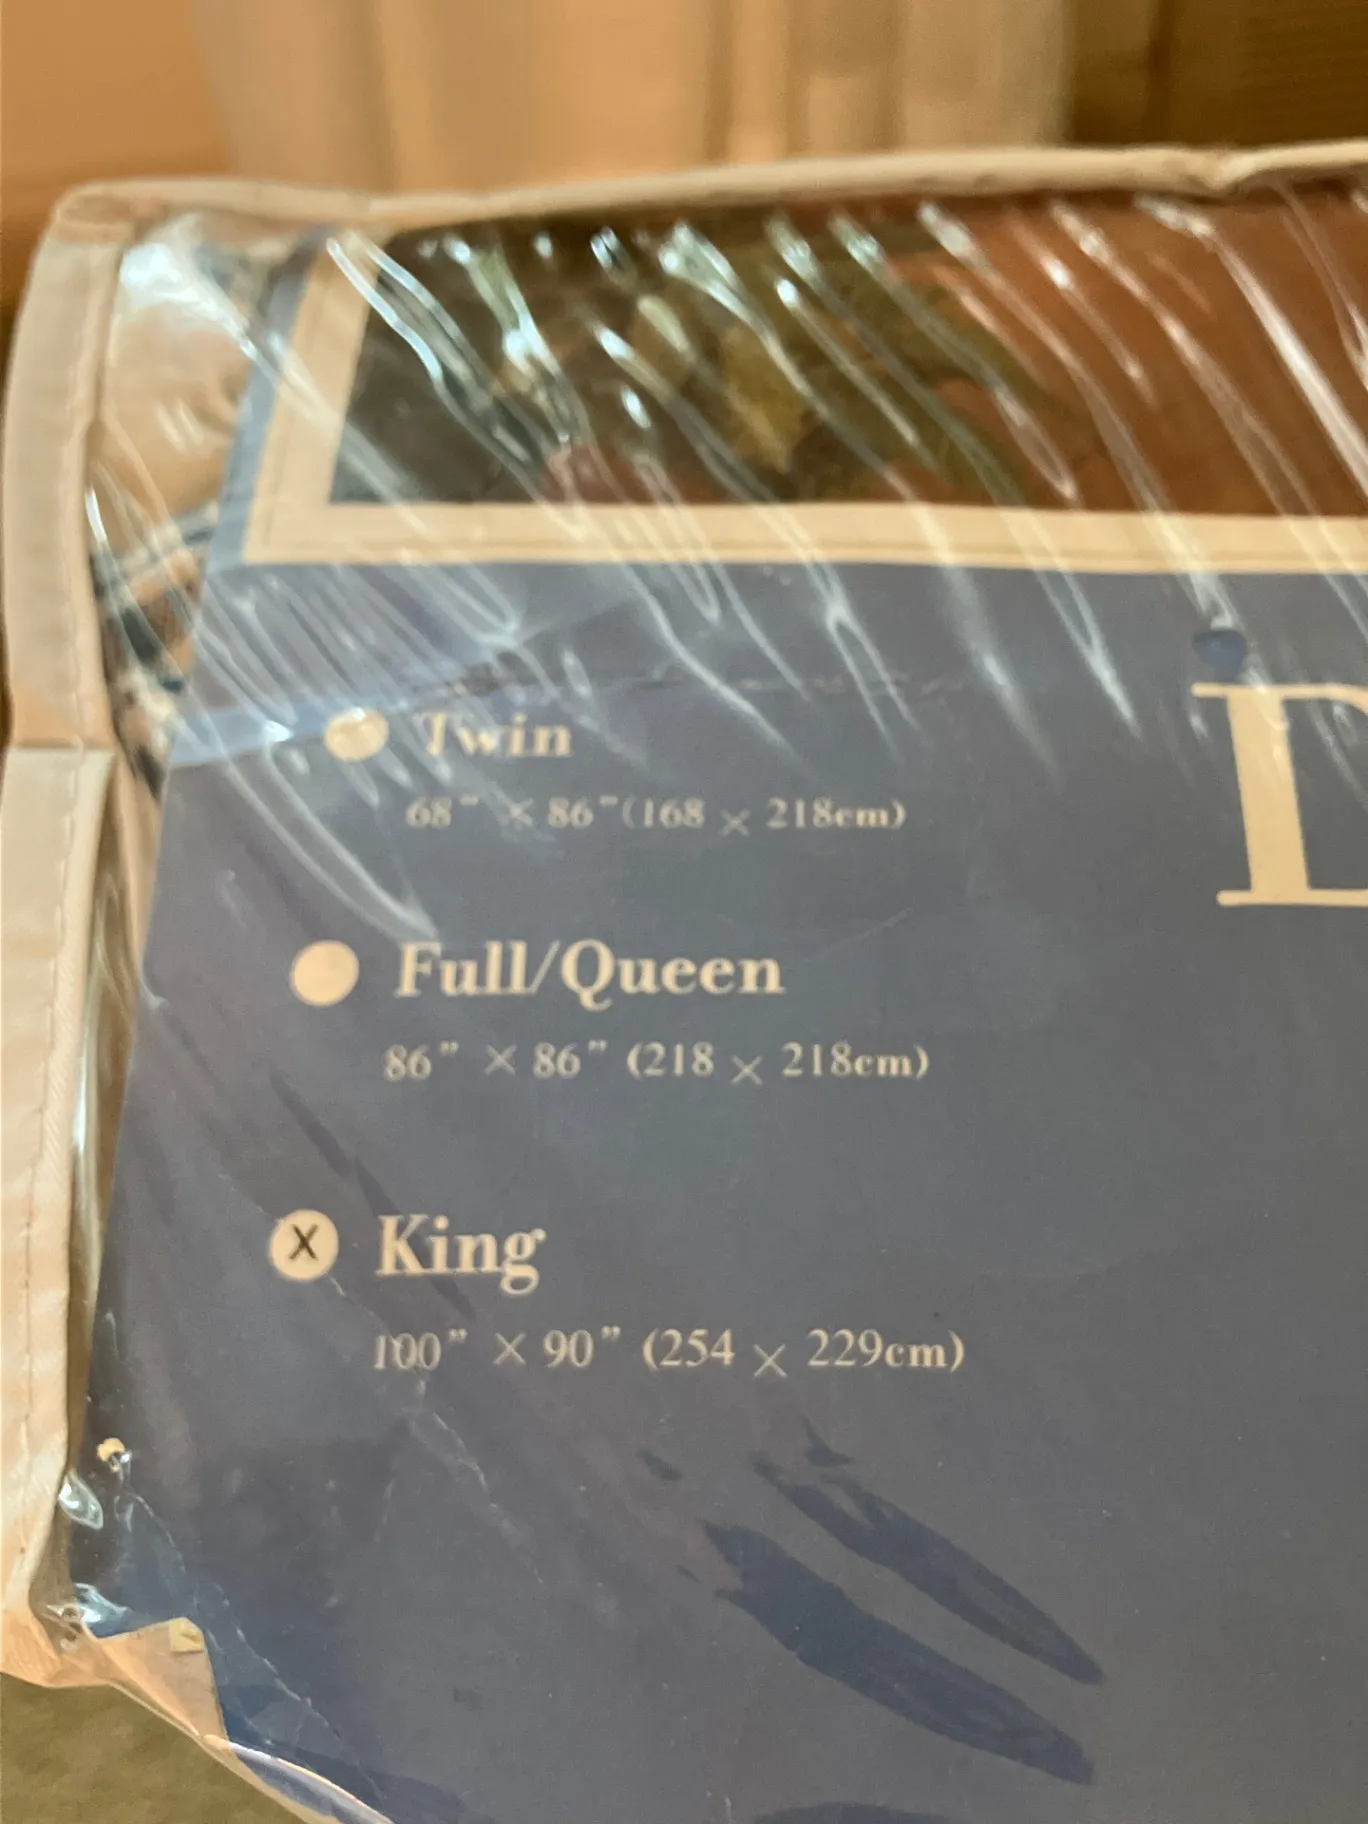 Twin
68" × 86" (168 × 218cm)
Full/Queen
86" × 86" (218 × 218cm)
X King
100" × 90" (254 × 229cm)